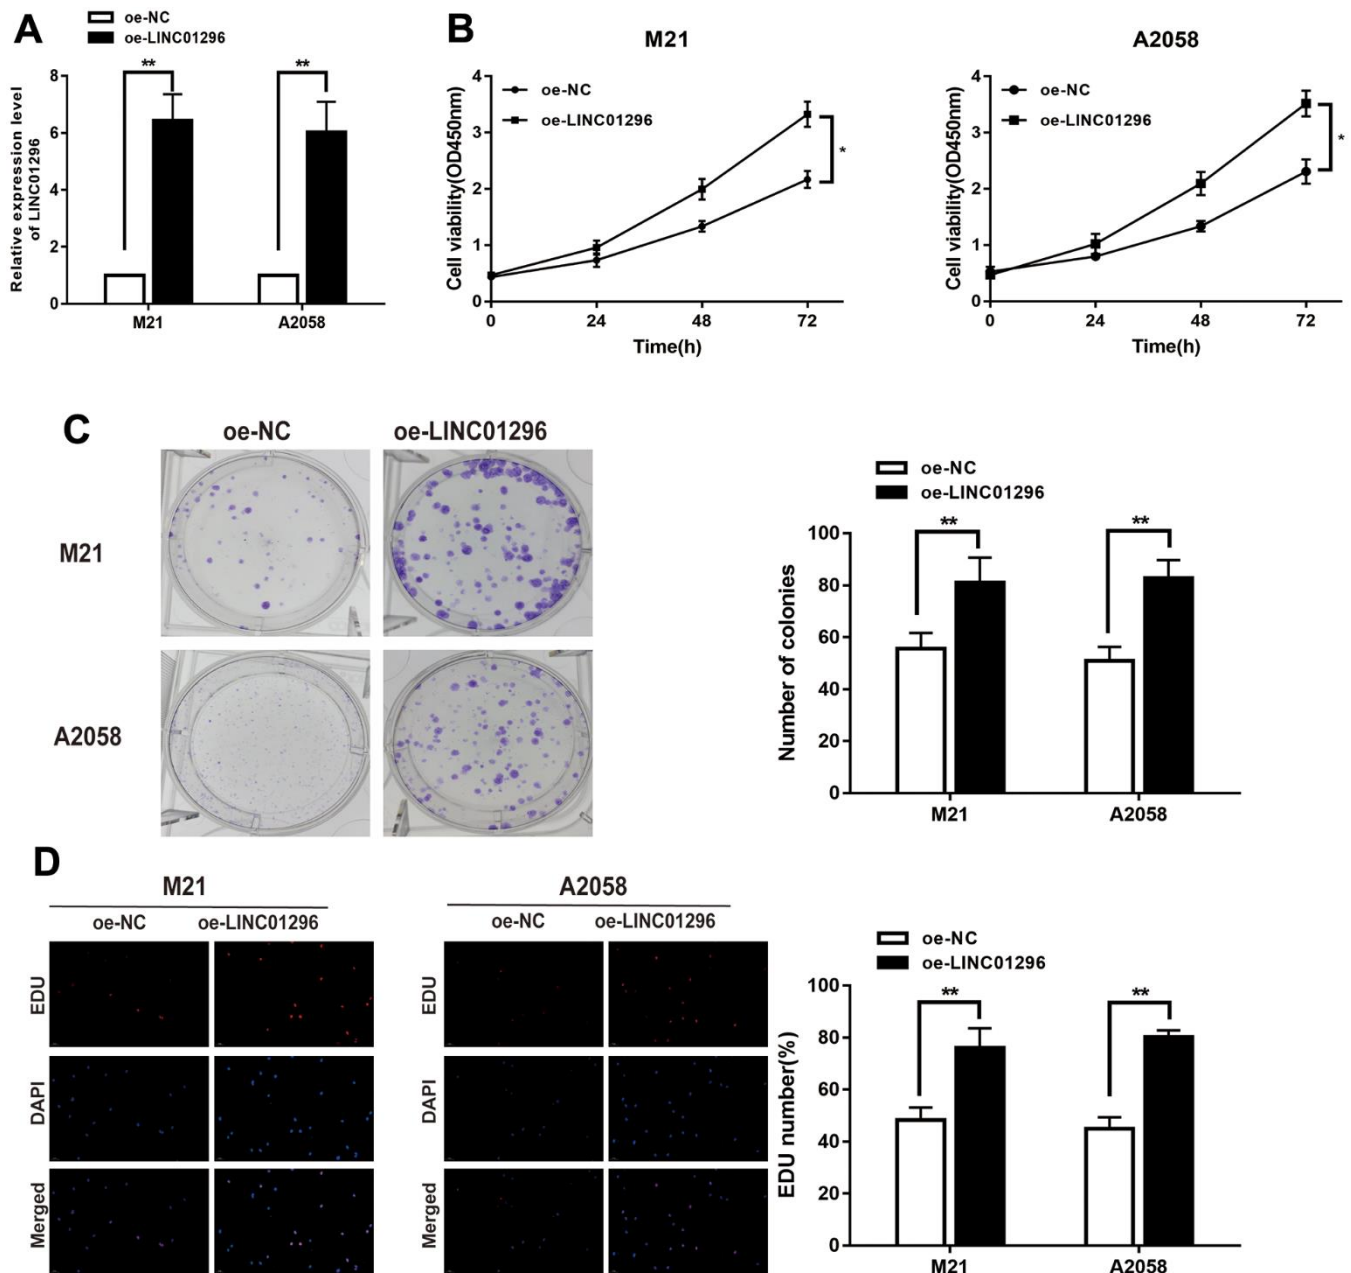 A
oe-NC
oe-LINC01296
Relative expression level
of LINC01296
8
6
4
2
0
**
**
M21
A2058
B
M21
oe-NC
oe-LINC01296
Cell viability(OD450nm)
4
3
2
1
0
*
0
24
48
72
Time(h)
A2058
oe-NC
oe-LINC01296
Cell viability(OD450nm)
4
3
2
1
0
*
0
24
48
72
Time(h)
C
oe-NC
oe-LINC01296
M21
A2058
oe-NC
oe-LINC01296
Number of colonies
100
80
60
40
20
0
**
**
M21
A2058
D
M21
oe-NC
oe-LINC01296
EDU
DAPI
Merged
A2058
oe-NC
oe-LINC01296
EDU
DAPI
Merged
oe-NC
oe-LINC01296
EDU number(%)
100
80
60
40
20
0
**
**
M21
A2058